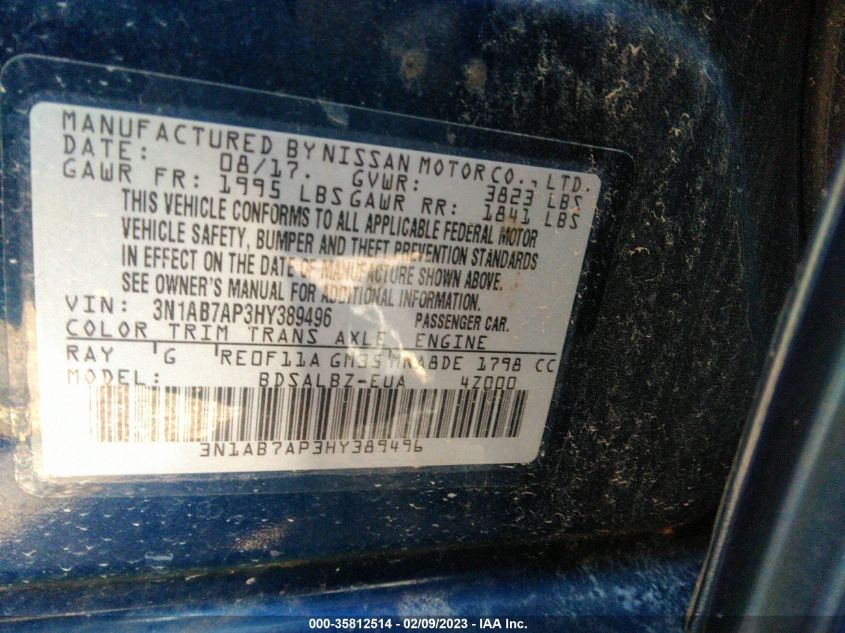 MANUFACTURED BY NISSAN MOTOR CO., LTD.
DATE: 08/17. GVWR: 3823 LBS
GAWR FR: 1995 LBS GAWR RR: 1841 LBS
THIS VEHICLE CONFORMS TO ALL APPLICABLE FEDERAL MOTOR
VEHICLE SAFETY, BUMPER AND THEFT PREVENTION STANDARDS
IN EFFECT ON THE DATE OF MANUFACTURE SHOWN ABOVE.
SEE OWNER'S MANUAL FOR ADDITIONAL INFORMATION.
VIN: 3N1AB7AP3HY389496 PASSENGER CAR.
COLOR TRIM TRANS AXLE ENGINE
RAY G RE0F11A GM35 MRA8DE 1798 CC
MODEL: BDSALBZ-EUA 47000
3N1AB7AP3HY389496
000-35812514 - 02/09/2023 - IAA Inc.